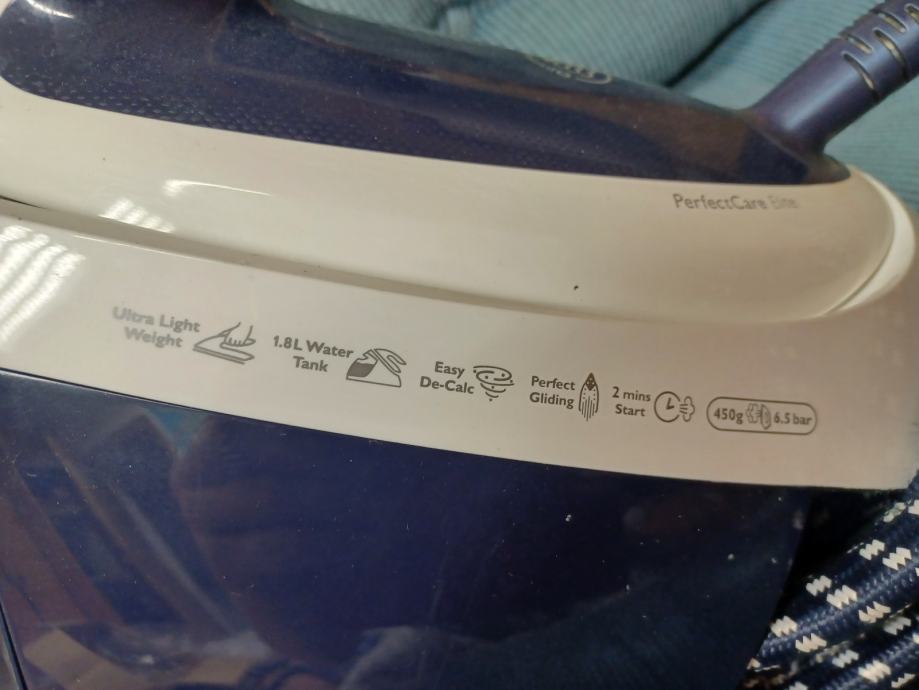 PerfectCare Elite
Ultra Light
Weight
1.8L Water
Tank
Easy
De-Calc
Perfect
Gliding
2 mins
Start
450g 6.5 bar